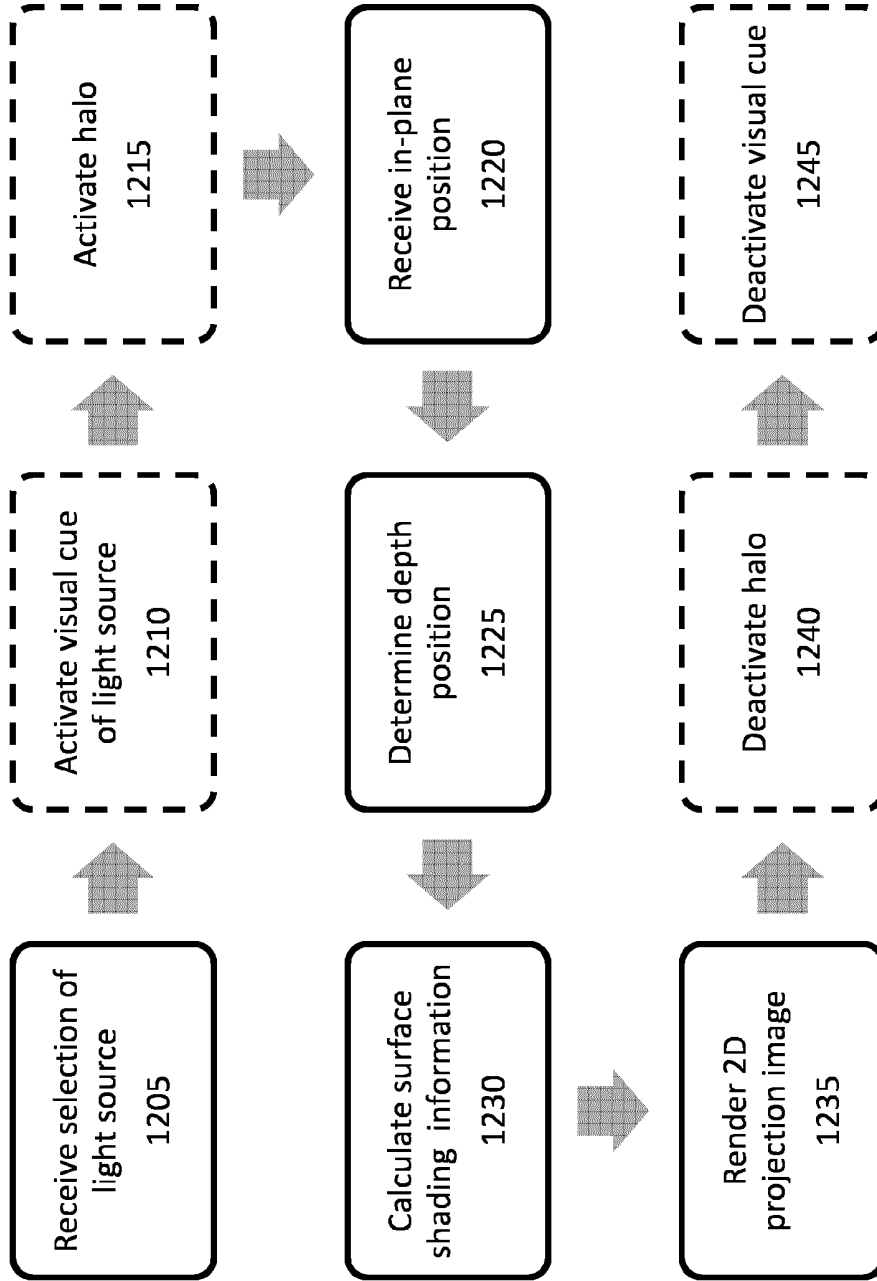 Receive selection of
light source
1205
Activate visual cue
of light source
1210
Activate halo
1215
Receive in-plane
position
1220
Determine depth
position
1225
Calculate surface
shading information
1230
Render 2D
projection image
1235
Deactivate halo
1240
Deactivate visual cue
1245